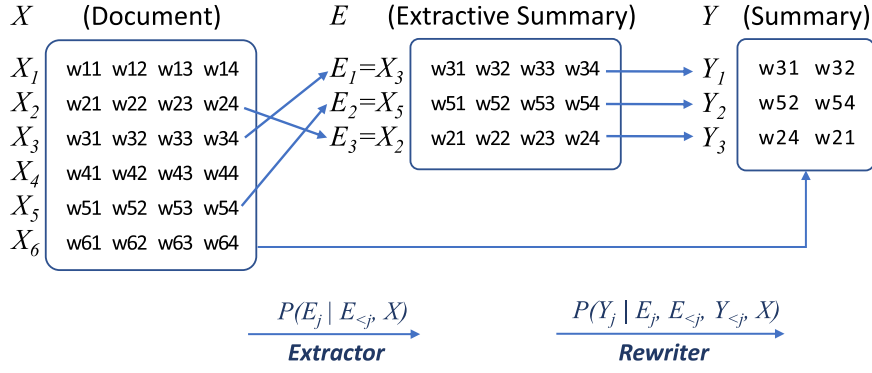 X (Document) E (Extractive Summary) Y (Summary)
X1 w11 w12 w13 w14 E1=X3 w31 w32 w33 w34 Y1 w31 w32
X2 w21 w22 w23 w24 E2=X5 w51 w52 w53 w54 Y2 w52 w54
X3 w31 w32 w33 w34 E3=X2 w21 w22 w23 w24 Y3 w24 w21
X4 w41 w42 w43 w44
X5 w51 w52 w53 w54
X6 w61 w62 w63 w64
P(Ej | E<j, X) P(Yj | Ej, E<j, Y<j, X)
Extractor Rewriter